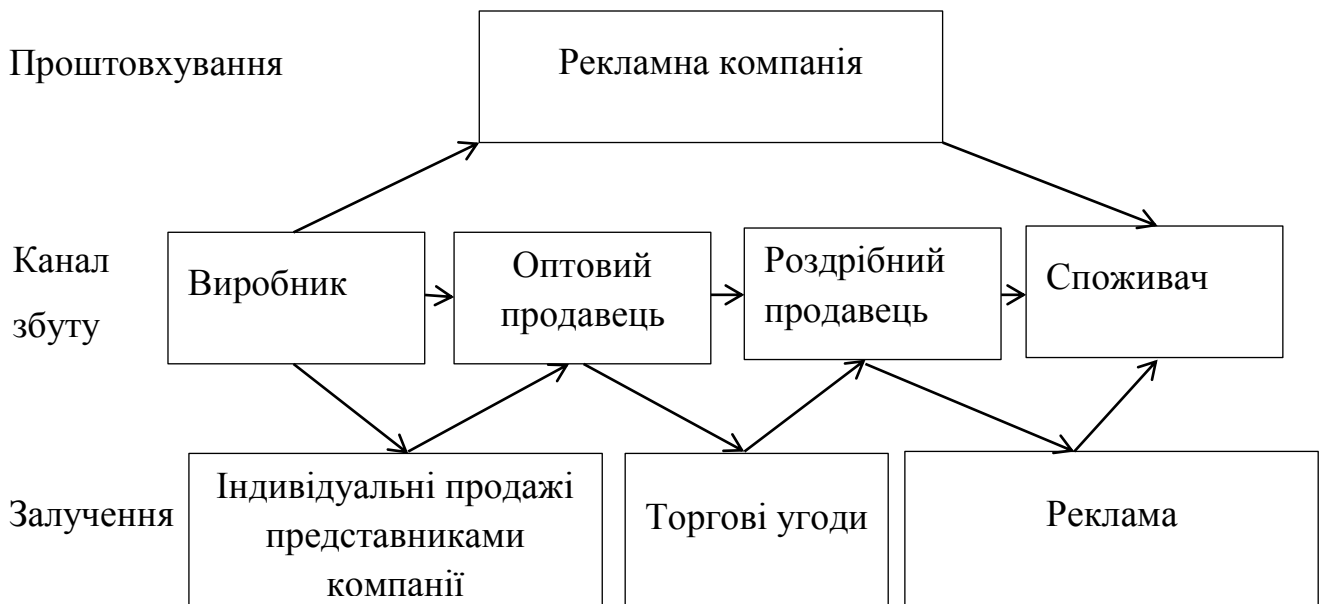 Проштовхування
Рекламна компанія
Канал
збуту
Виробник
Оптовий
продавець
Роздрібний
продавець
Споживач
Залучення
Індивідуальні продажі
представниками
компанії
Торгові угоди
Реклама